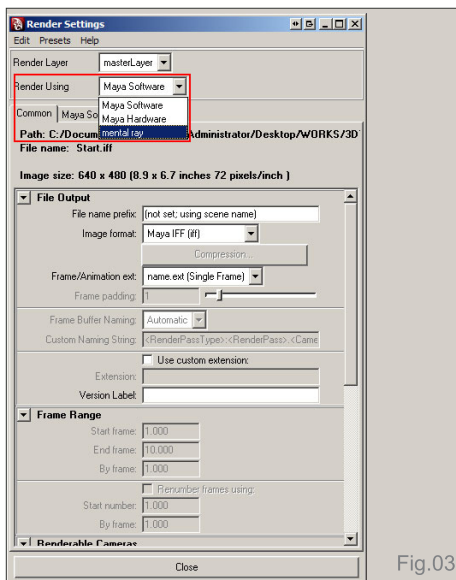 Render Settings
Edit Presets Help
Render Layer masterLayer
Render Using Maya Software
Maya Software
Maya Hardware
mental ray
Common Maya So
Path: C:/Docum Administrator/Desktop/WORKS/3D
File name: Start.iff
Image size: 640 x 480 (8.9 x 6.7 inches 72 pixels/inch )
File Output
File name prefix: (not set; using scene name)
Image format: Maya IFF (iff)
Compression ...
Frame/Animation ext: name.ext (Single Frame)
Frame padding: 1
Frame Buffer Naming: Automatic
Custom Naming String: <RenderPassType>:<RenderPass>.<Came
Use custom extension:
Extension:
Version Label:
Frame Range
Start frame: 1.000
End frame: 10.000
By frame: 1.000
Renumber frames using:
Start number: 1.000
By frame: 1.000
Renderable Cameras
Close
Fig.03